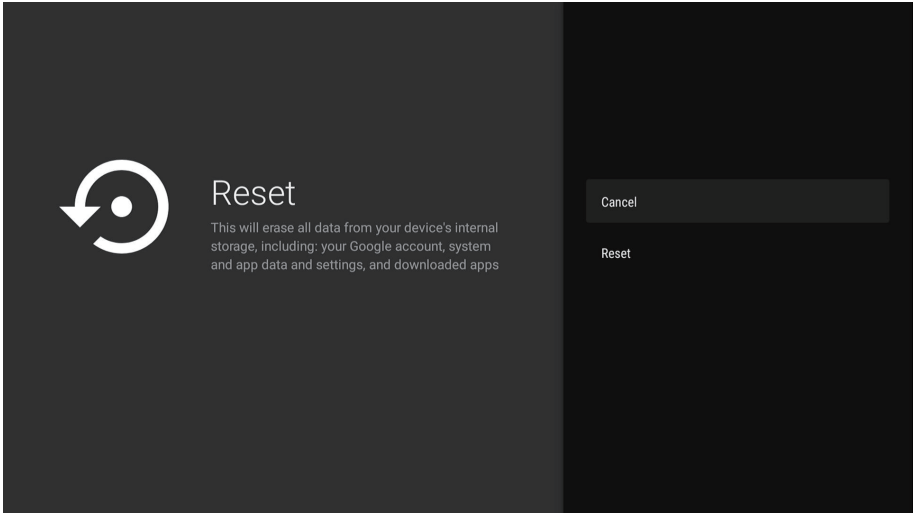 Reset
This will erase all data from your device's internal
storage, including: your Google account, system
and app data and settings, and downloaded apps
Cancel
Reset